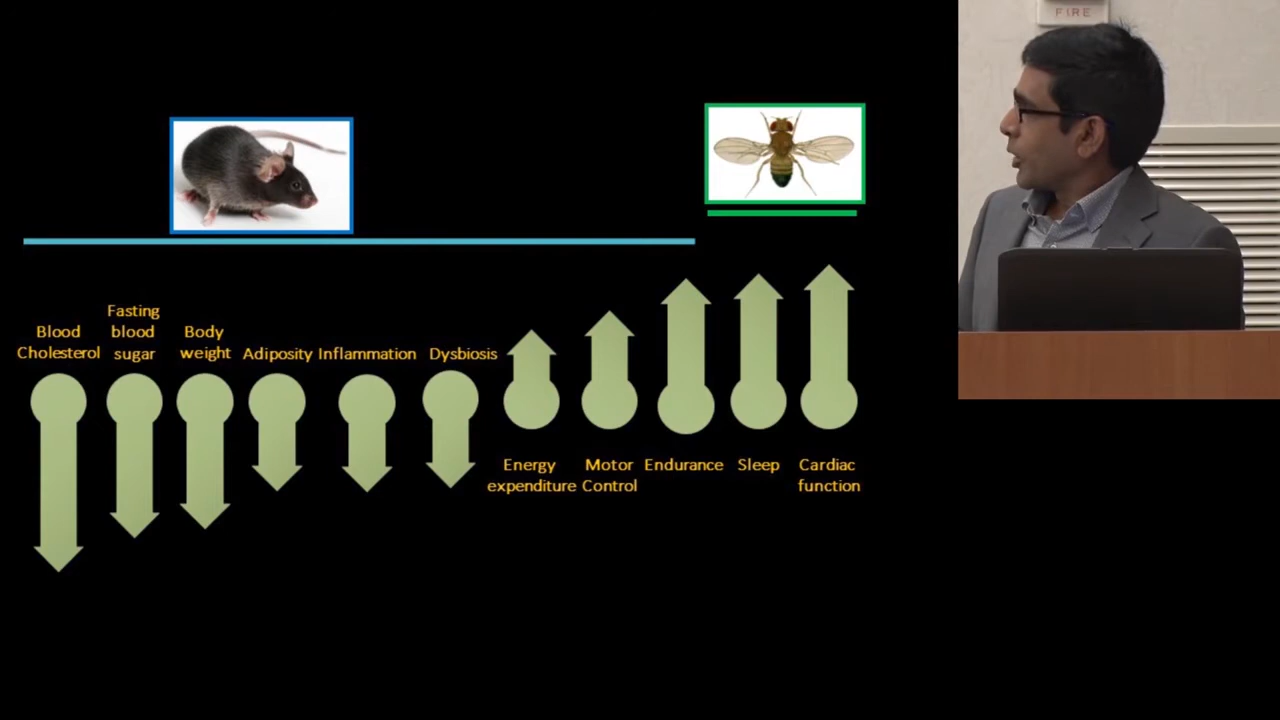 FIRE
Blood
Cholesterol
Fasting
blood
sugar
Body
weight
Adiposity
Inflammation
Dysbiosis
Energy
expenditure
Motor
Control
Endurance
Sleep
Cardiac
function